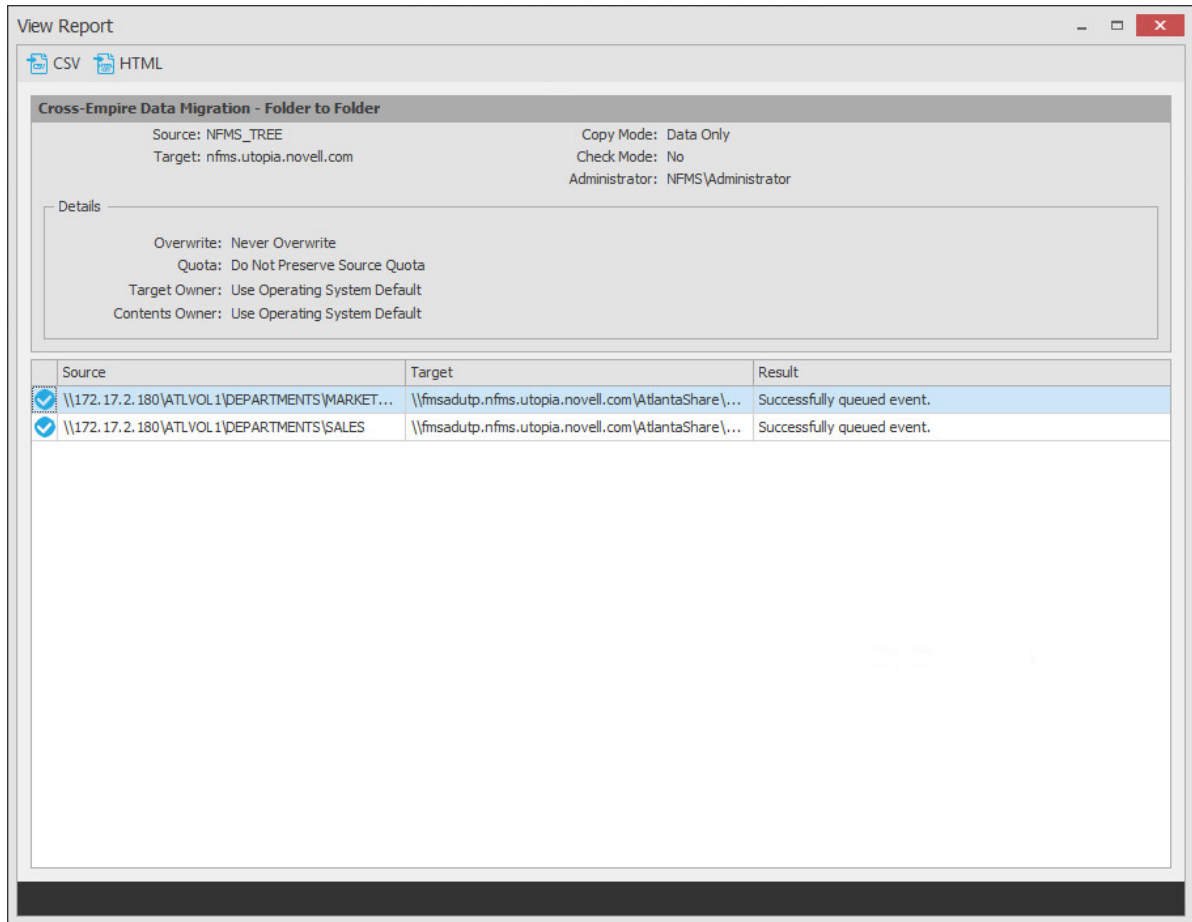 View Report
CSV HTML
Cross-Empire Data Migration - Folder to Folder
Source: NFMS_TREE Copy Mode: Data Only
Target: nfms.utopia.novell.com Check Mode: No
Administrator: NFMS\Administrator
Details
Overwrite: Never Overwrite
Quota: Do Not Preserve Source Quota
Target Owner: Use Operating System Default
Contents Owner: Use Operating System Default
Source Target Result
\\172.17.2.180\ATLVOL1\DEPARTMENTS\MARKET... \\fmsadutp.nfms.utopia.novell.com\AtlantaShare\... Successfully queued event.
\\172.17.2.180\ATLVOL1\DEPARTMENTS\SALES \\fmsadutp.nfms.utopia.novell.com\AtlantaShare\... Successfully queued event.